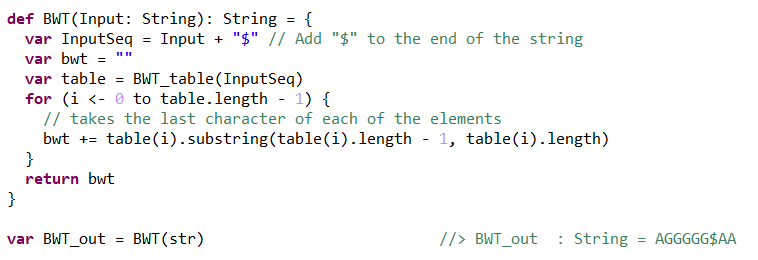 def BWT(Input: String): String = {
  var InputSeq = Input + "$" // Add "$" to the end of the string
  var bwt = ""
  var table = BWT_table(InputSeq)
  for (i <- 0 to table.length - 1) {
    // takes the last character of each of the elements
    bwt += table(i).substring(table(i).length - 1, table(i).length)
  }
  return bwt
}
var BWT_out = BWT(str)                          //> BWT_out  : String = AGGGGG$AA